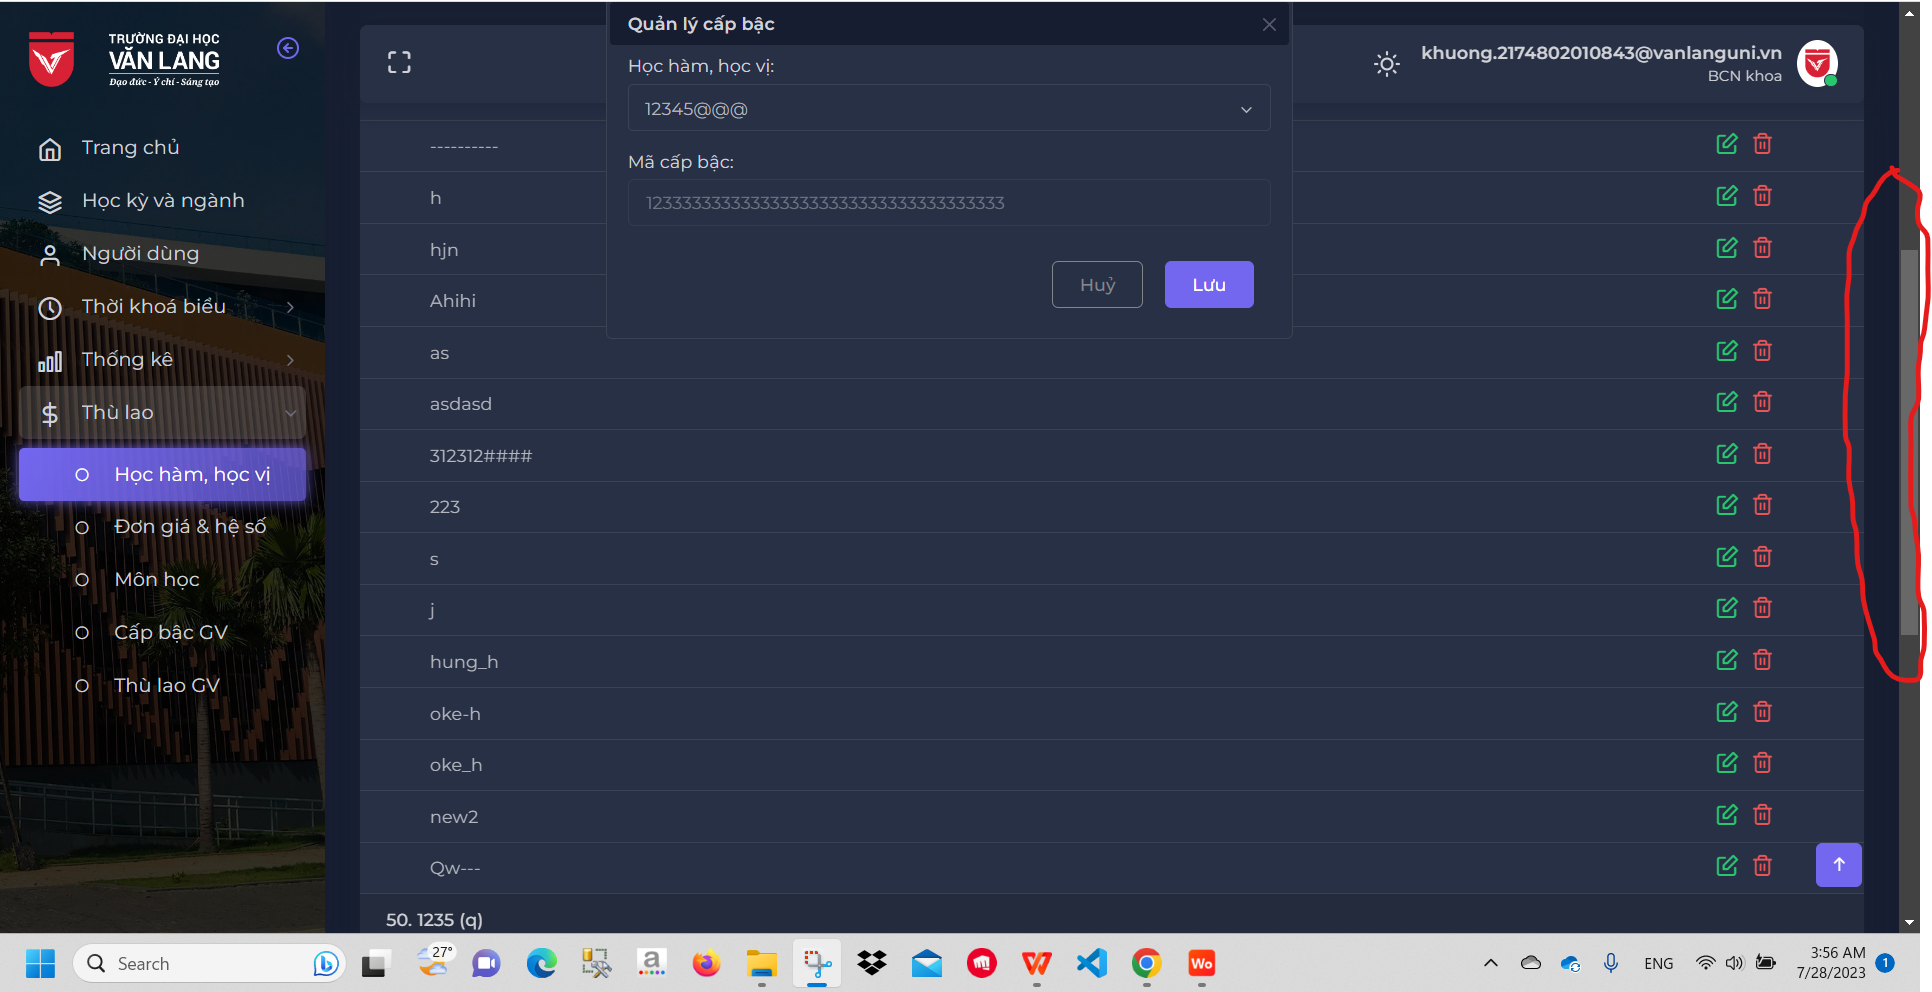 TRƯỜNG ĐẠI HỌC
VĂN LANG
Đạo đức - Ý chí - Sáng tạo
Trang chủ
Học kỳ và ngành
Người dùng
Thời khoá biểu
Thống kê
Thù lao
Học hàm, học vị
Đơn giá & hệ số
Môn học
Cấp bậc GV
Thù lao GV
Quản lý cấp bậc
Học hàm, học vị:
12345@@@
Mã cấp bậc:
Huỷ
Lưu
khuong.2174802010843@vanlanguni.vn
BCN khoa
----------
h
hjn
Ahihi
as
asdasd
312312####
223
s
j
hung_h
oke-h
oke_h
new2
Qw---
50. 1235 (q)
Search
27°
a
Wo
ENG
3:56 AM
7/28/2023
1